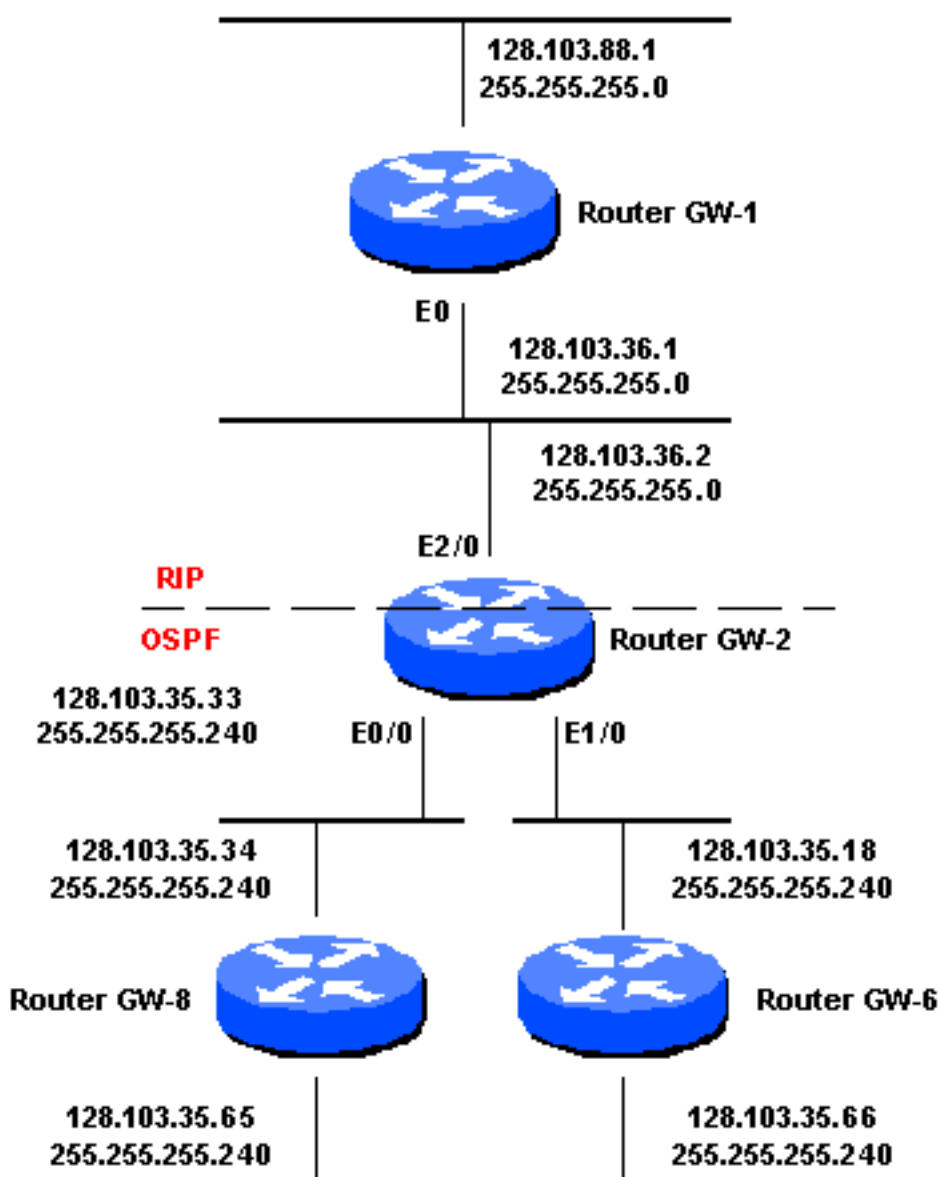 128.103.88.1
255.255.255.0
Router GW-1
E0
128.103.36.1
255.255.255.0
128.103.36.2
255.255.255.0
E2/0
RIP
OSPF
Router GW-2
128.103.35.33
255.255.255.240
E0/0
E1/0
128.103.35.34
255.255.255.240
128.103.35.18
255.255.255.240
Router GW-8
Router GW-6
128.103.35.65
255.255.255.240
128.103.35.66
255.255.255.240